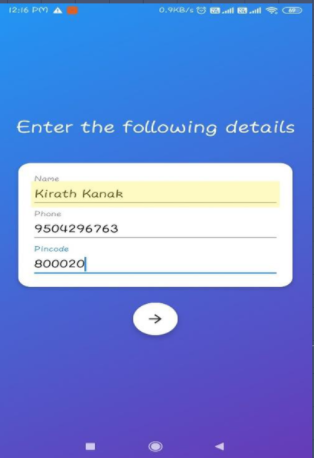 12:16 PM 0.9KB/s
Enter the following details
Name
Kirath Kanak
Phone
9504296763
Pincode
800020